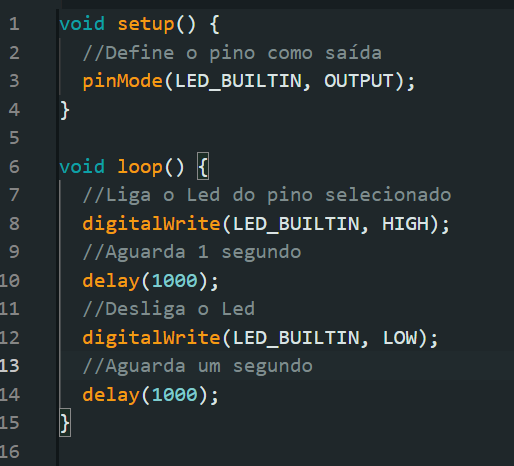 1 void setup() {
2 //Define o pino como saída
3 pinMode(LED_BUILTIN, OUTPUT);
4 }
5
6 void loop() {
7 //Liga o Led do pino selecionado
8 digitalWrite(LED_BUILTIN, HIGH);
9 //Aguarda 1 segundo
10 delay(1000);
11 //Desliga o Led
12 digitalWrite(LED_BUILTIN, LOW);
13 //Aguarda um segundo
14 delay(1000);
15 }
16